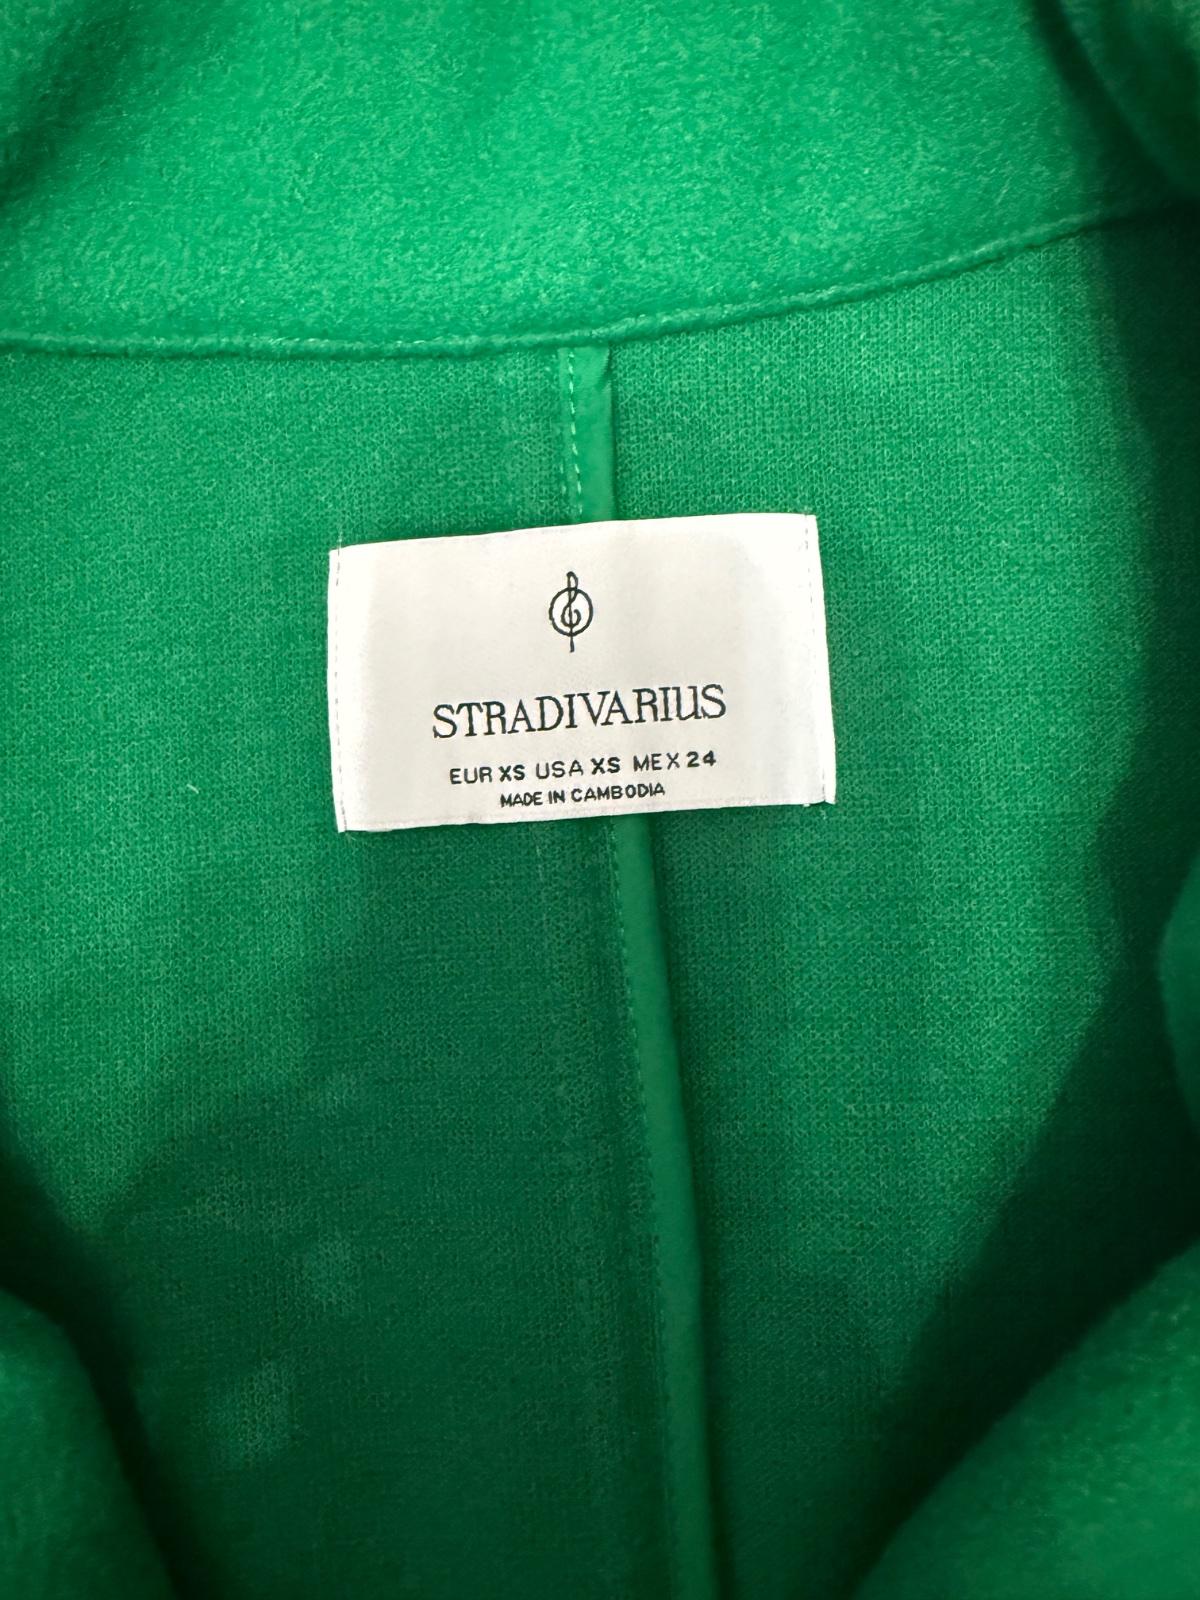 STRADIVARIUS
EUR XS USA XS MEX 24
MADE IN CAMBODIA